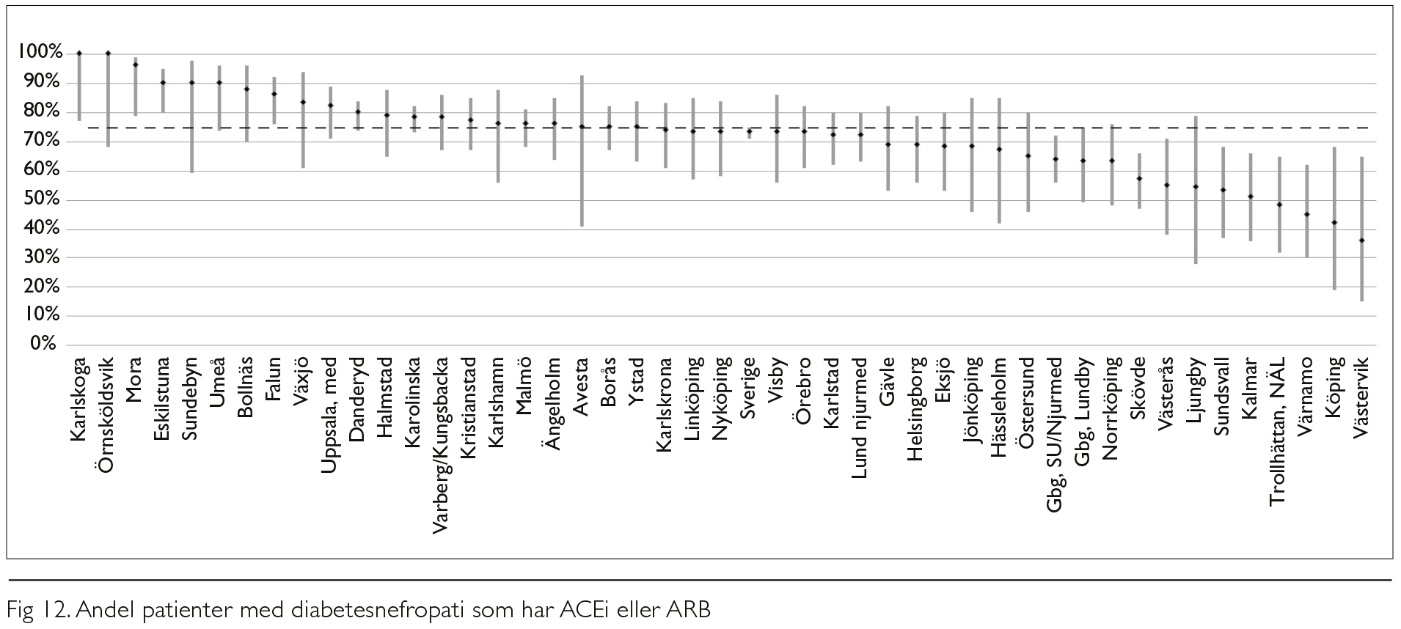 100%
90%
80%
70%
60%
50%
40%
30%
20%
10%
0%
Karlskoga
Örnsköldsvik
Mora
Eskilstuna
Sundebyn
Umeå
Bollnäs
Falun
Växjö
Uppsala, med
Danderyd
Halmstad
Karolinska
Varberg/Kungsbacka
Kristianstad
Karlshamn
Malmö
Ängelholm
Avesta
Borås
Ystad
Karlskrona
Linköping
Nyköping
Sverige
Visby
Örebro
Karlstad
Lund njurmed
Gävle
Helsingborg
Eksjö
Jönköping
Hässleholm
Östersund
Gbg, SU/Njurmed
Gbg, Lundby
Norrköping
Skövde
Västerås
Ljungby
Sundsvall
Kalmar
Trollhättan, NÄL
Värnamo
Köping
Västervik
Fig 12. Andel patienter med diabetesnefropati som har ACEi eller ARB